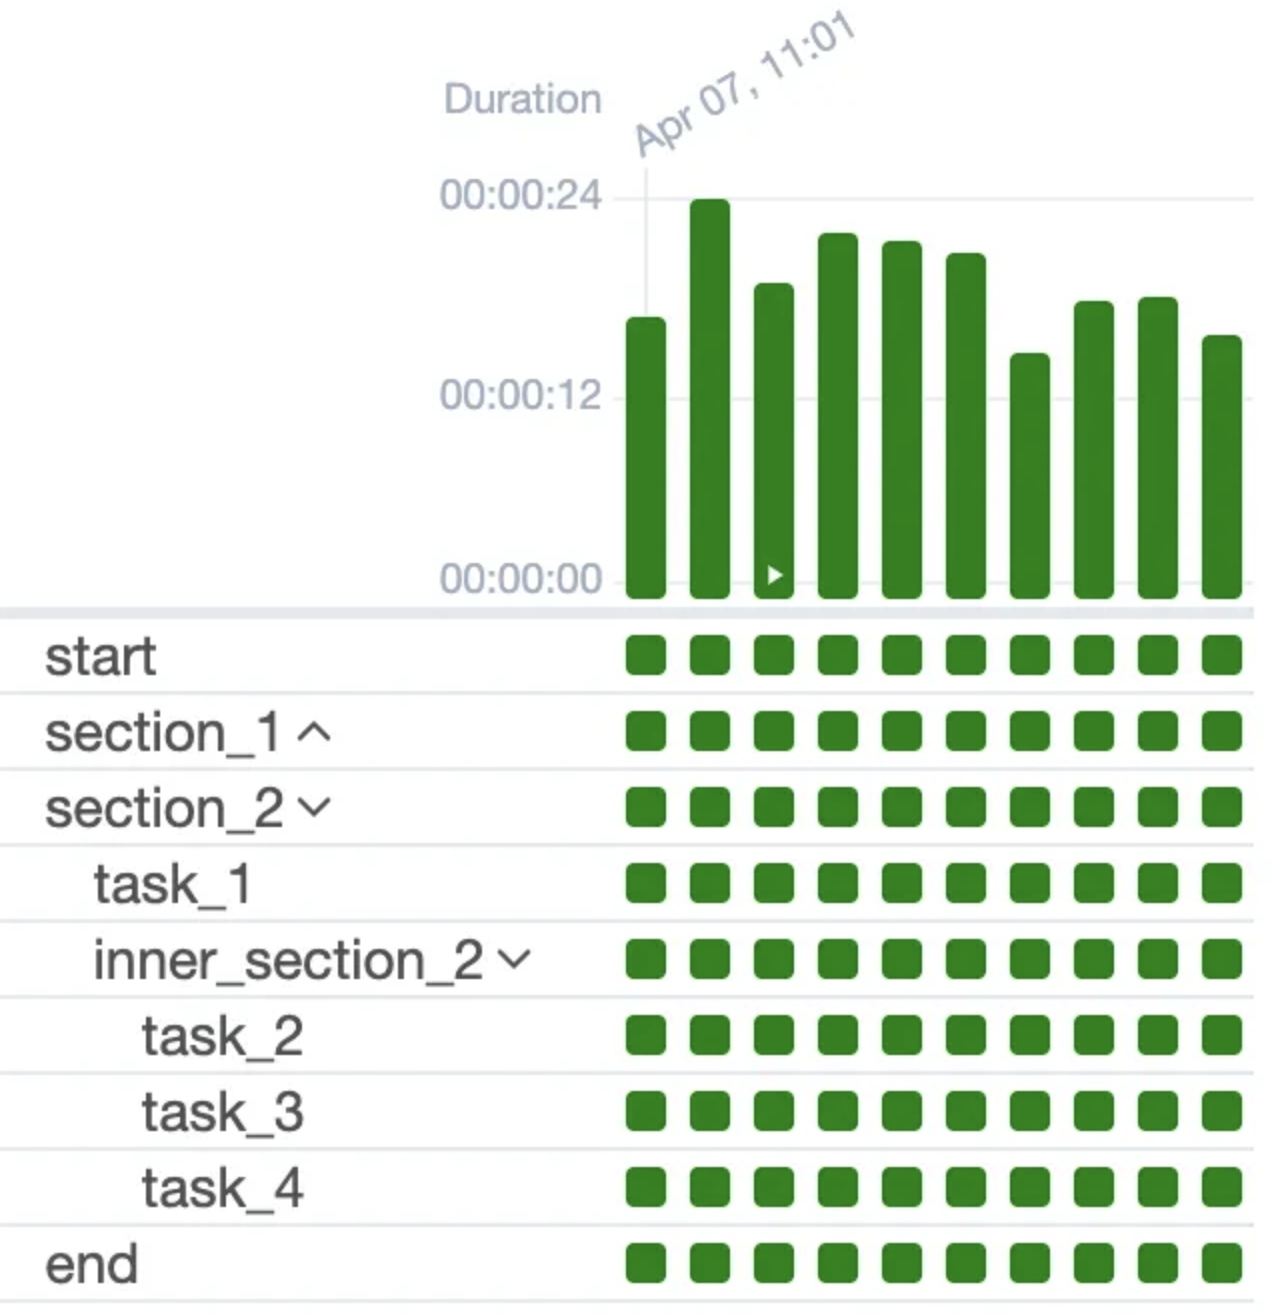 Duration
Apr 07, 11:01
00:00:24
00:00:12
00:00:00
start
section_1
section_2
task_1
inner_section_2
task_2
task_3
task_4
end